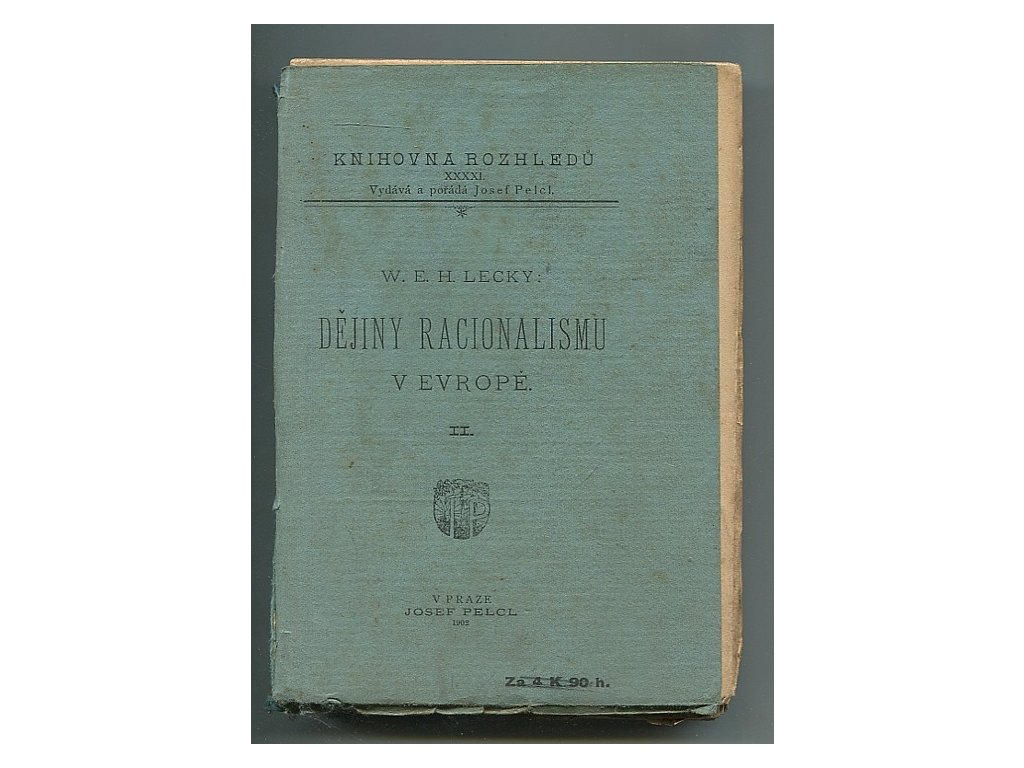 KNIHOVNA ROZHLEDŮ
XXXXI.
Vydává a pořádá Josef Pelcl.
W. E. H. LECKY:
DĚJINY RACIONALISMU
V EVROPĚ.
II.
V PRAZE
JOSEF PELCL
1902
Za 4 K 90 h.